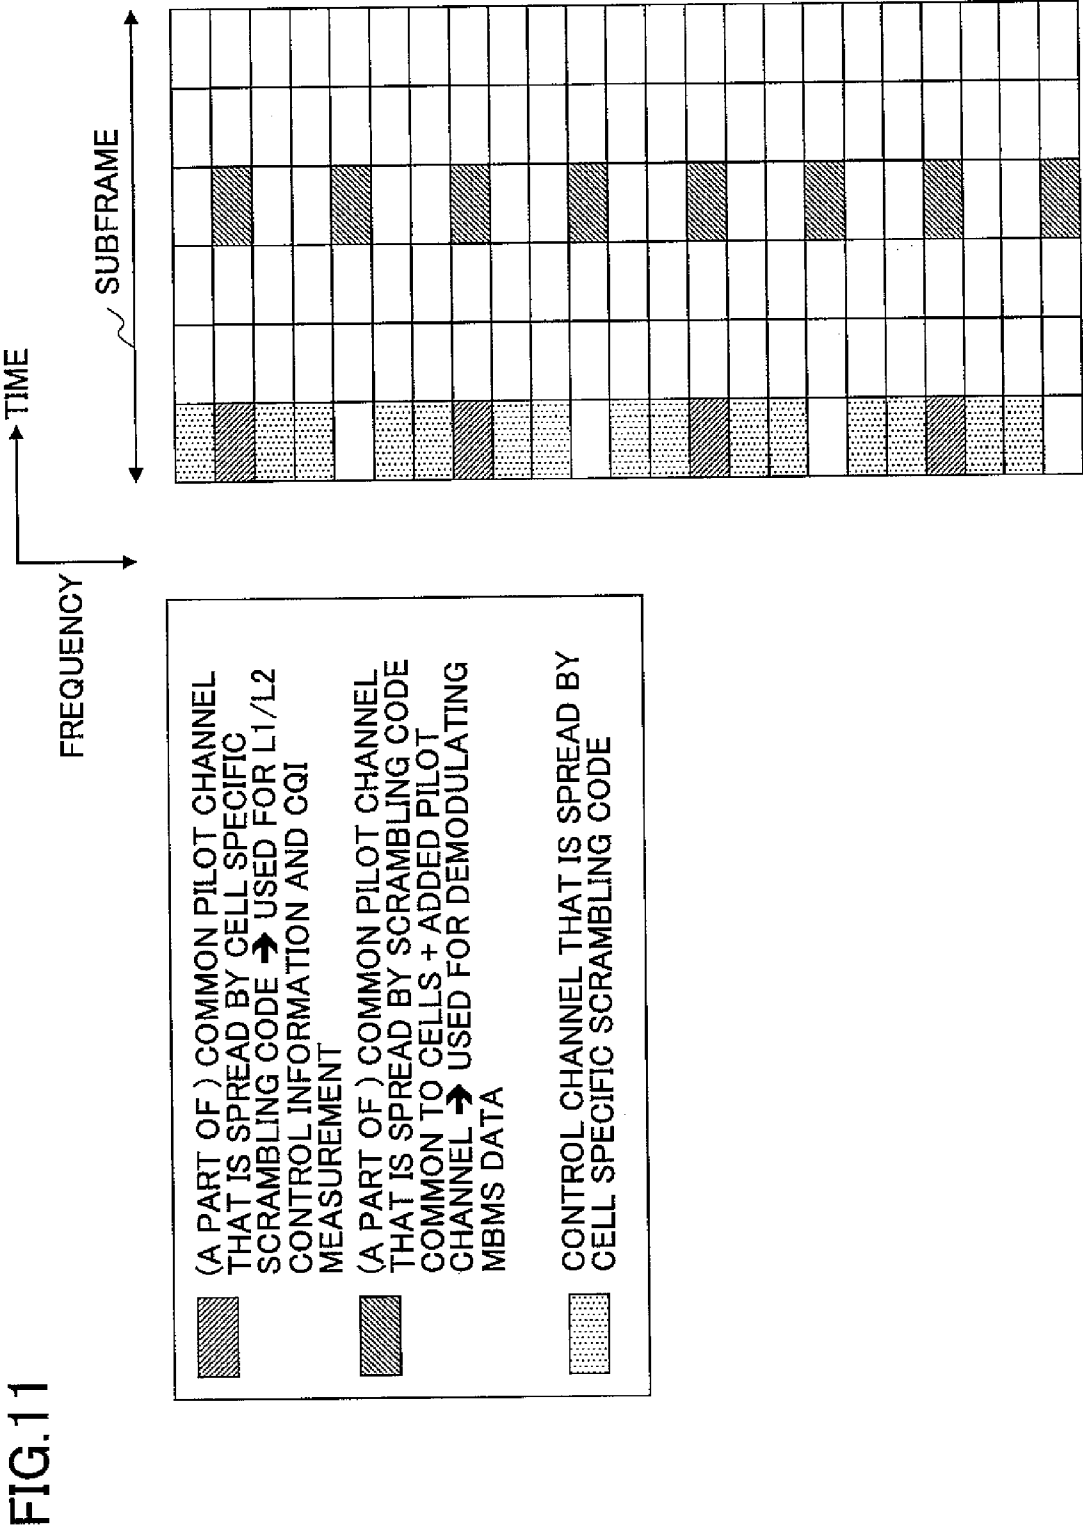 FIG.11
(A PART OF ) COMMON PILOT CHANNEL
THAT IS SPREAD BY CELL SPECIFIC
SCRAMBLING CODE ➔ USED FOR L1/L2
CONTROL INFORMATION AND CQI
MEASUREMENT
(A PART OF ) COMMON PILOT CHANNEL
THAT IS SPREAD BY SCRAMBLING CODE
COMMON TO CELLS + ADDED PILOT
CHANNEL ➔ USED FOR DEMODULATING
MBMS DATA
CONTROL CHANNEL THAT IS SPREAD BY
CELL SPECIFIC SCRAMBLING CODE
TIME
FREQUENCY
SUBFRAME